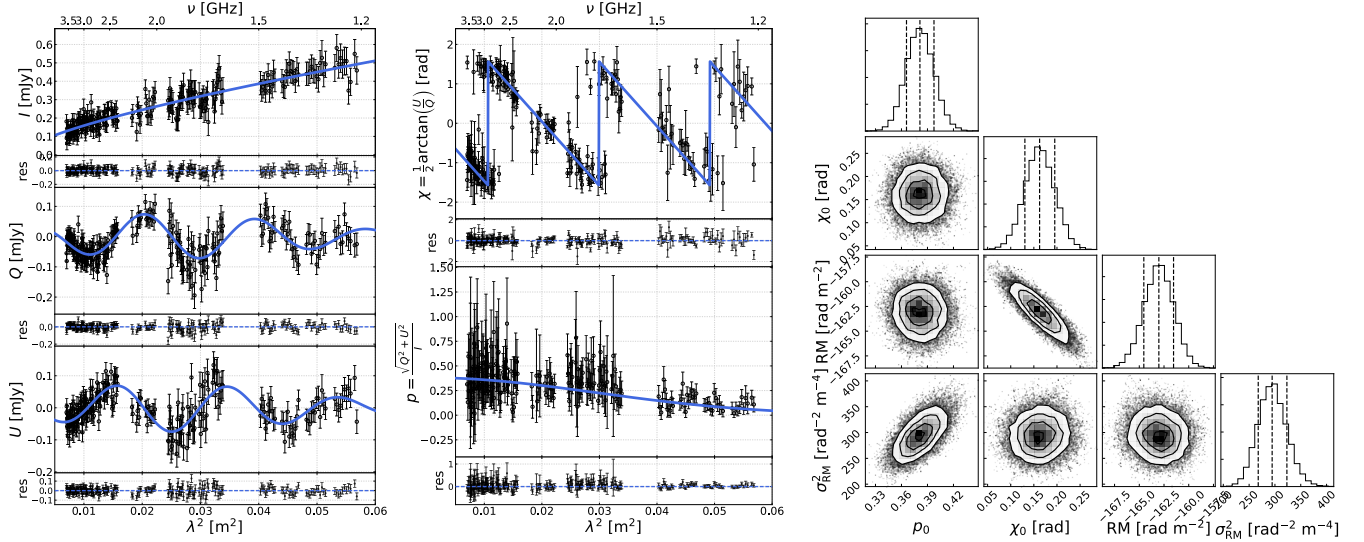 ν [GHz]
3.53.0 2.5 2.0 1.5 1.2
I [mJy]
0.6
0.5
0.4
0.3
0.2
0.1
0.0
res
0.0
−0.2
Q [mJy]
0.1
0.0
−0.1
−0.2
res
0.0
−0.2
U [mJy]
0.1
0.0
−0.1
−0.2
res
0.1
0.0
−0.1
0.01 0.02 0.03 0.04 0.05 0.06
λ² [m²]
ν [GHz]
3.53.0 2.5 2.0 1.5 1.2
χ = 1/2 arctan(U/Q) [rad]
2
1
0
−1
−2
res
2
0
−2
p = √(Q² + U²)/I
1.50
1.25
1.00
0.75
0.50
0.25
0.00
−0.25
res
1
0
0.01 0.02 0.03 0.04 0.05 0.06
λ² [m²]
χ₀ [rad]
0.25
0.20
0.15
0.10
0.05
RM [rad m⁻²]
−157.5
−160.0
−162.5
−165.0
−167.5
σ²RM [rad⁻² m⁻⁴]
400
350
300
250
200
0.33 0.36 0.39 0.42
p₀
0.05 0.10 0.15 0.20 0.25
χ₀ [rad]
−167.5 −165.0 −162.5 −160.0
RM [rad m⁻²]
250 300 350 400
σ²RM [rad⁻² m⁻⁴]